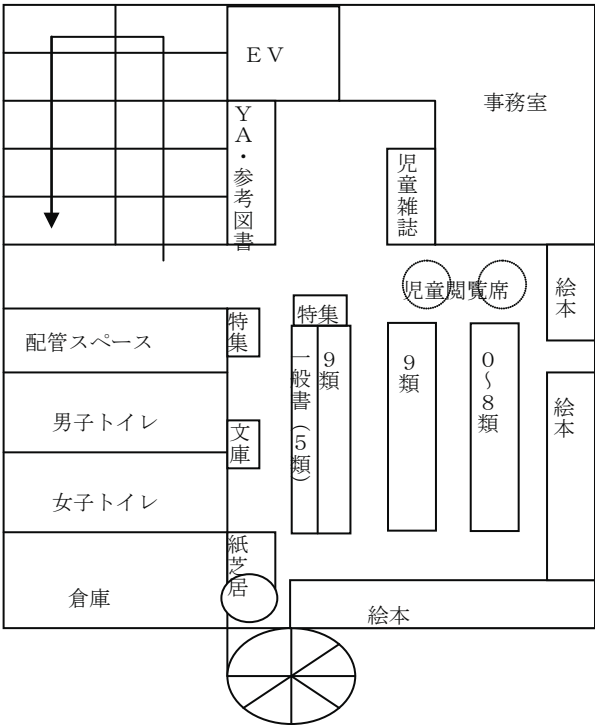 ＥＶ
事務室
ＹＡ・参考図書
児童雑誌
児童閲覧席
絵本
特集
特集
配管スペース
一般書（５類）
９類
９類
０～８類
絵本
男子トイレ
文庫
女子トイレ
紙芝居
倉庫
絵本